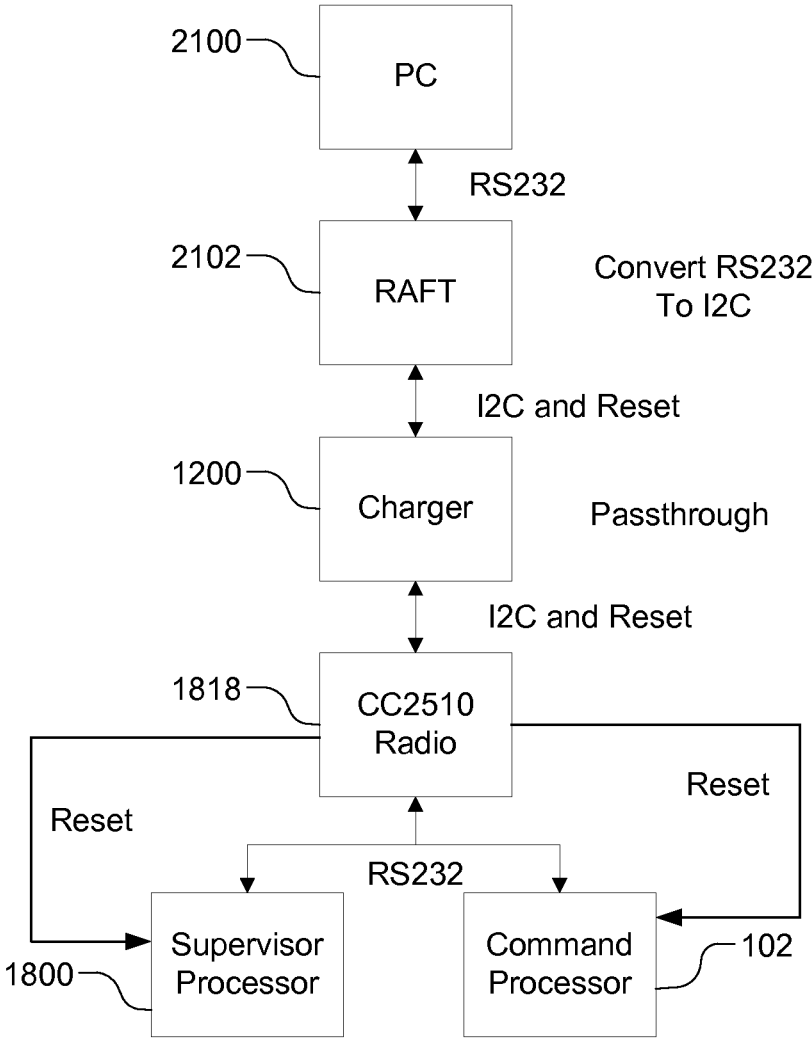 2100
PC
RS232
2102
RAFT
Convert RS232
To I2C
I2C and Reset
1200
Charger
Passthrough
I2C and Reset
1818
CC2510
Radio
Reset
Reset
RS232
Supervisor
Processor
Command
Processor
102
1800